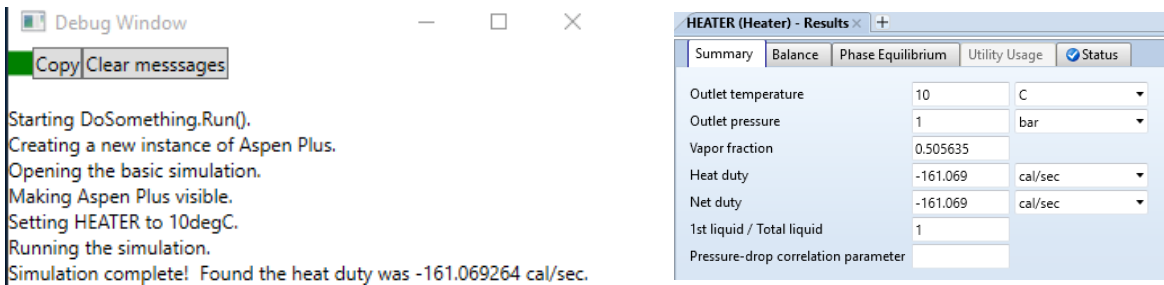 Debug Window
Copy Clear messsages
Starting DoSomething.Run().
Creating a new instance of Aspen Plus.
Opening the basic simulation.
Making Aspen Plus visible.
Setting HEATER to 10degC.
Running the simulation.
Simulation complete! Found the heat duty was -161.069264 cal/sec.
HEATER (Heater) - Results × +
Summary Balance Phase Equilibrium Utility Usage Status
Outlet temperature 10 C
Outlet pressure 1 bar
Vapor fraction 0.505635
Heat duty -161.069 cal/sec
Net duty -161.069 cal/sec
1st liquid / Total liquid 1
Pressure-drop correlation parameter